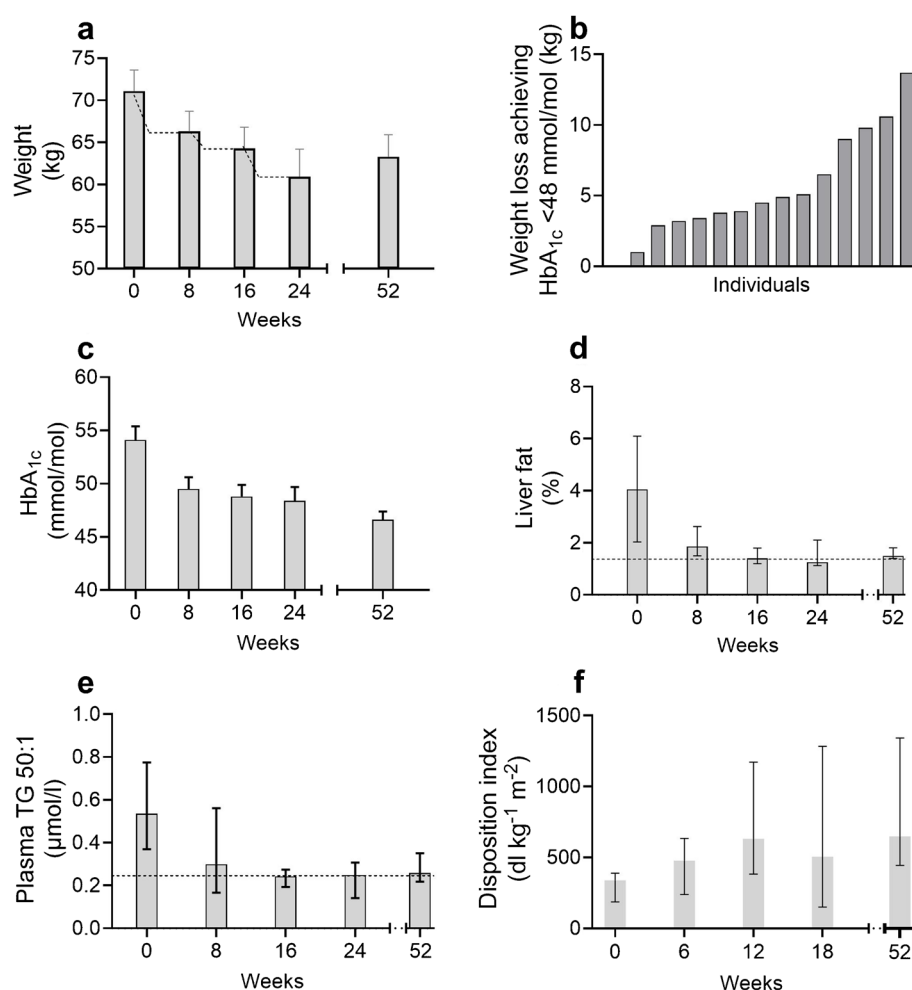 a
Weight
(kg)
75
70
65
60
55
50
0 8 16 24 52
Weeks
b
Weight loss achieving
HbA1c <48 mmol/mol (kg)
15
10
5
0
Individuals
c
HbA1c
(mmol/mol)
60
55
50
45
40
0 8 16 24 52
Weeks
d
Liver fat
(%)
8
6
4
2
0
0 8 16 24 52
Weeks
e
Plasma TG 50:1
(µmol/l)
1.0
0.8
0.6
0.4
0.2
0.0
0 8 16 24 52
Weeks
f
Disposition index
(dl kg-1 m-2)
1500
1000
500
0
0 6 12 18 52
Weeks